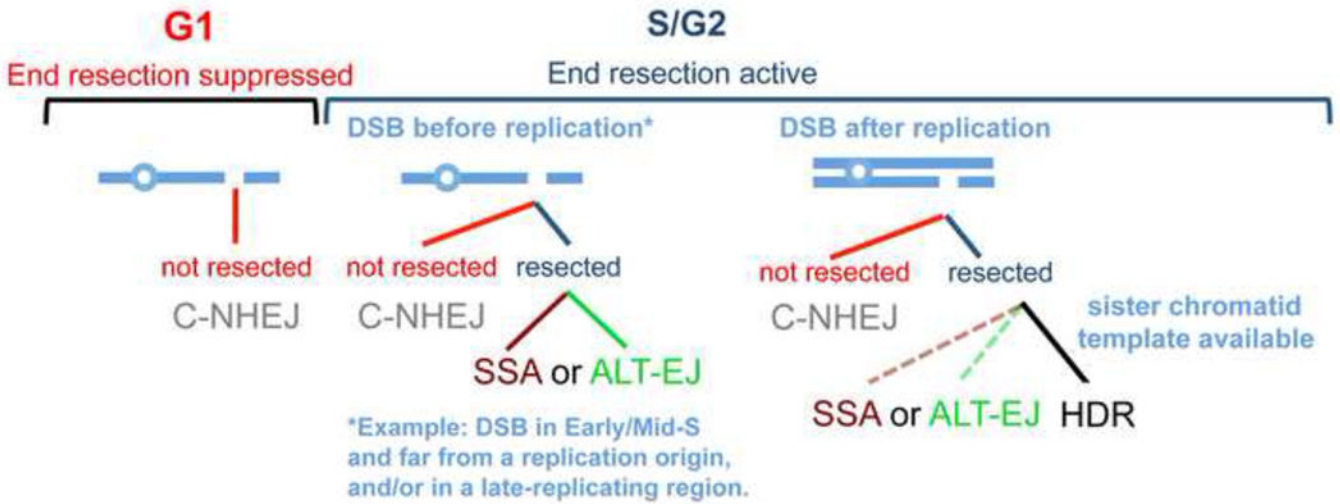 G1
S/G2
End resection suppressed
End resection active
DSB before replication*
DSB after replication
not resected
C-NHEJ
not resected
resected
C-NHEJ
SSA or ALT-EJ
*Example: DSB in Early/Mid-S
and far from a replication origin,
and/or in a late-replicating region.
not resected
resected
C-NHEJ
sister chromatid
template available
SSA or ALT-EJ HDR